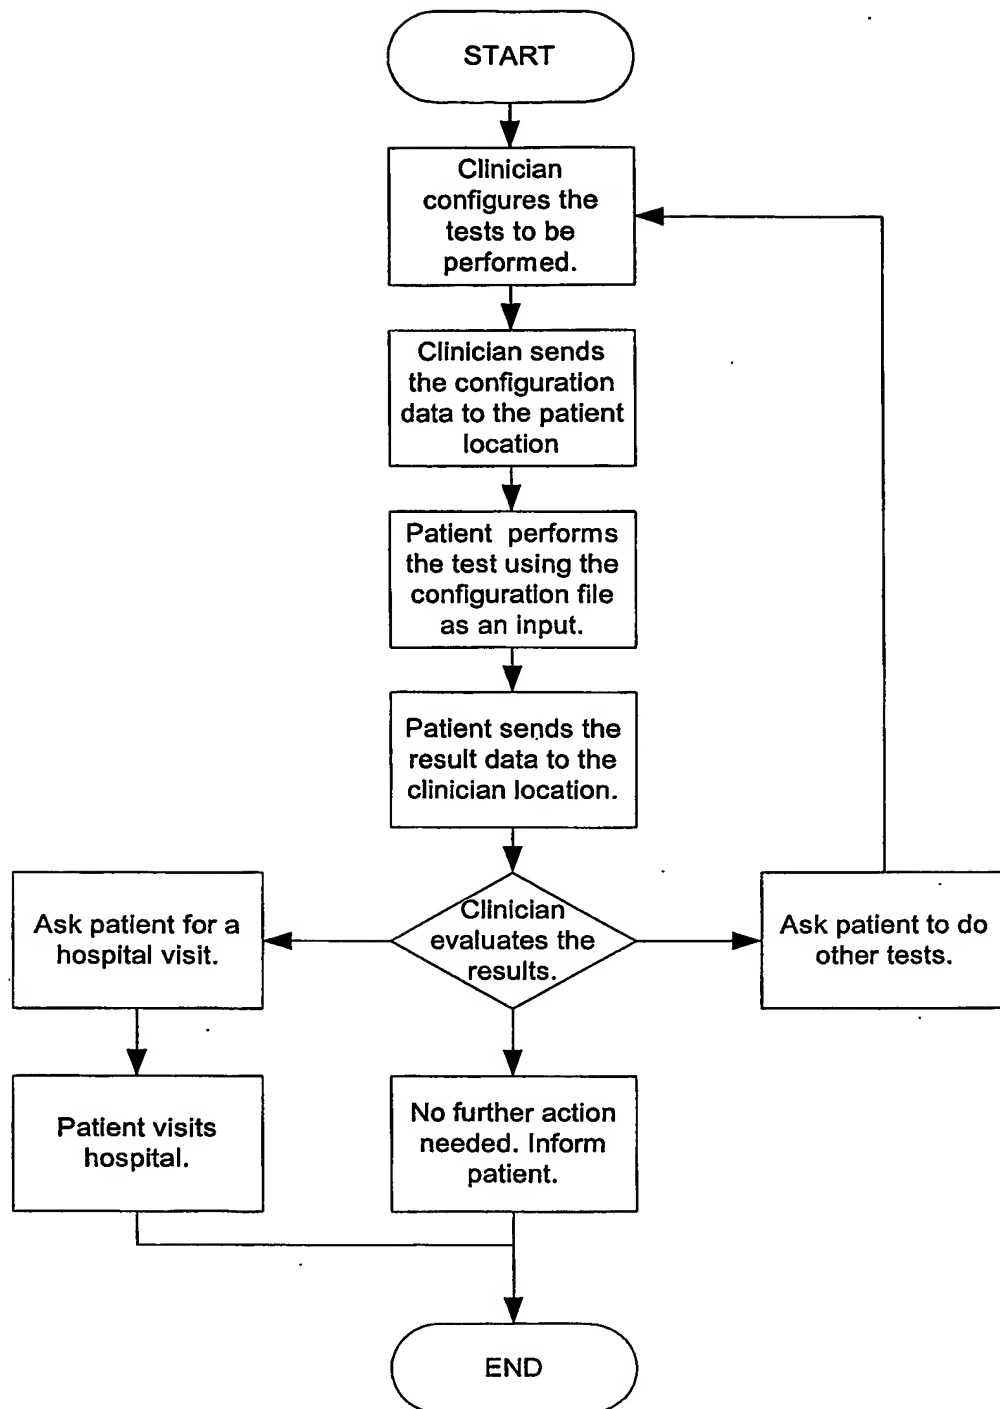 START
Clinician
configures the
tests to be
performed.
Clinician sends
the configuration
data to the patient
location
Patient performs
the test using the
configuration file
as an input.
Patient sends the
result data to the
clinician location.
Ask patient for a
hospital visit.
Clinician
evaluates the
results.
Ask patient to do
other tests.
Patient visits
hospital.
No further action
needed. Inform
patient.
END